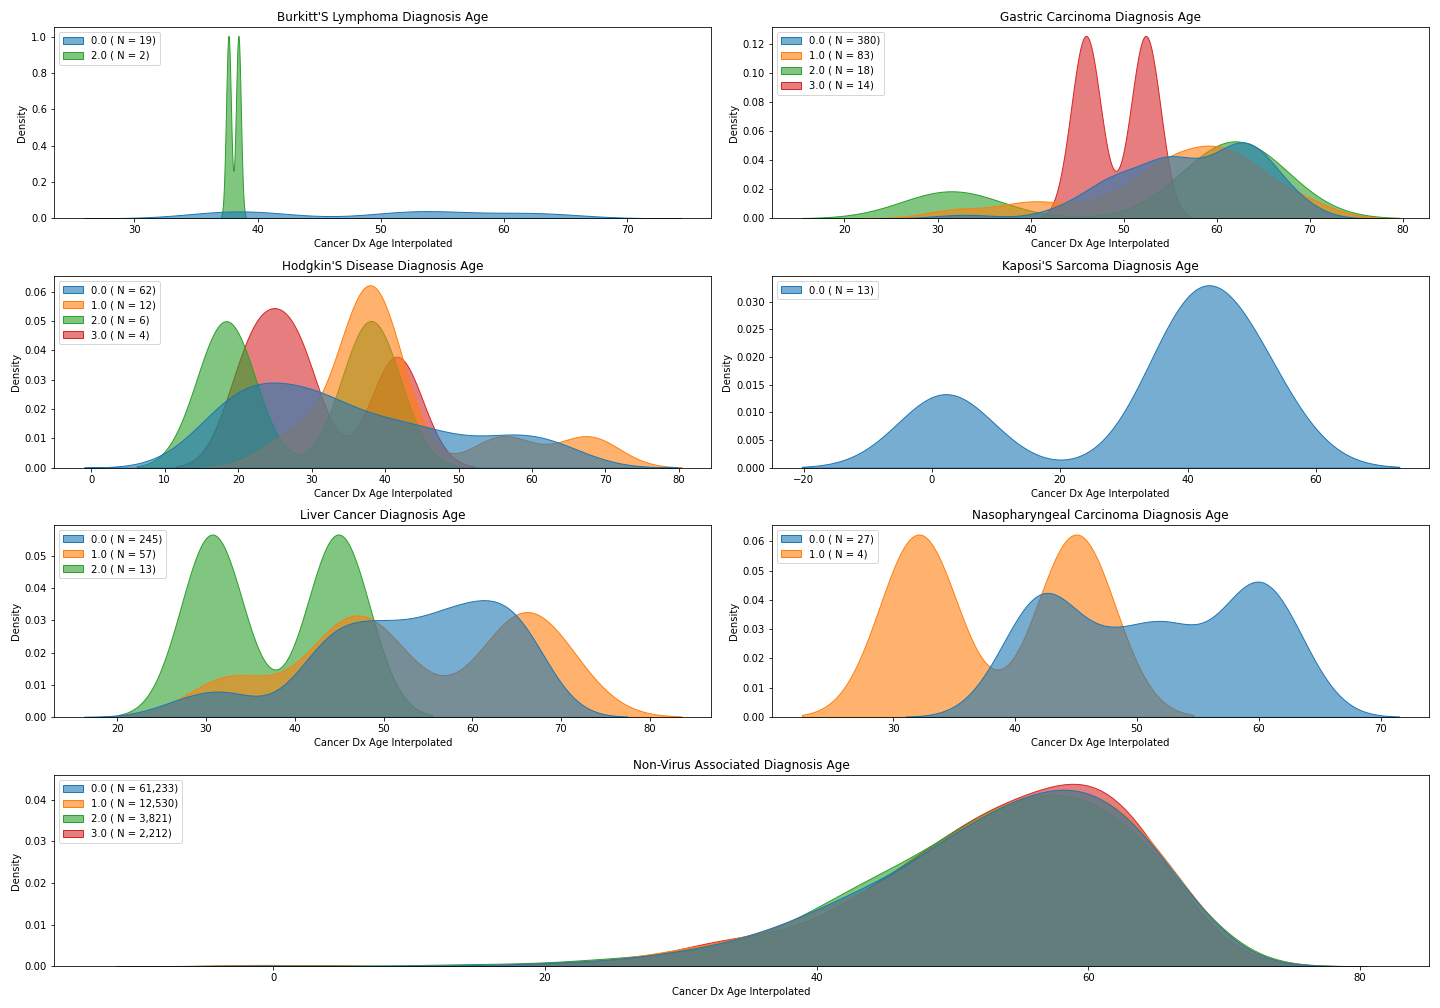 Burkitt'S Lymphoma Diagnosis Age
0.0 ( N = 19)
2.0 ( N = 2)
1.0
0.8
0.6
0.4
0.2
0.0
Density
30 40 50 60 70
Cancer Dx Age Interpolated
Gastric Carcinoma Diagnosis Age
0.0 ( N = 380)
1.0 ( N = 83)
2.0 ( N = 18)
3.0 ( N = 14)
0.12
0.10
0.08
0.06
0.04
0.02
0.00
Density
20 30 40 50 60 70 80
Cancer Dx Age Interpolated
Hodgkin'S Disease Diagnosis Age
0.0 ( N = 62)
1.0 ( N = 12)
2.0 ( N = 6)
3.0 ( N = 4)
0.06
0.05
0.04
0.03
0.02
0.01
0.00
Density
0 10 20 30 40 50 60 70 80
Cancer Dx Age Interpolated
Kaposi'S Sarcoma Diagnosis Age
0.0 ( N = 13)
0.030
0.025
0.020
0.015
0.010
0.005
0.000
Density
−20 0 20 40 60
Cancer Dx Age Interpolated
Liver Cancer Diagnosis Age
0.0 ( N = 245)
1.0 ( N = 57)
2.0 ( N = 13)
0.05
0.04
0.03
0.02
0.01
0.00
Density
20 30 40 50 60 70 80
Cancer Dx Age Interpolated
Nasopharyngeal Carcinoma Diagnosis Age
0.0 ( N = 27)
1.0 ( N = 4)
0.06
0.05
0.04
0.03
0.02
0.01
0.00
Density
30 40 50 60 70
Cancer Dx Age Interpolated
Non-Virus Associated Diagnosis Age
0.0 ( N = 61,233)
1.0 ( N = 12,530)
2.0 ( N = 3,821)
3.0 ( N = 2,212)
0.04
0.03
0.02
0.01
0.00
Density
0 20 40 60 80
Cancer Dx Age Interpolated